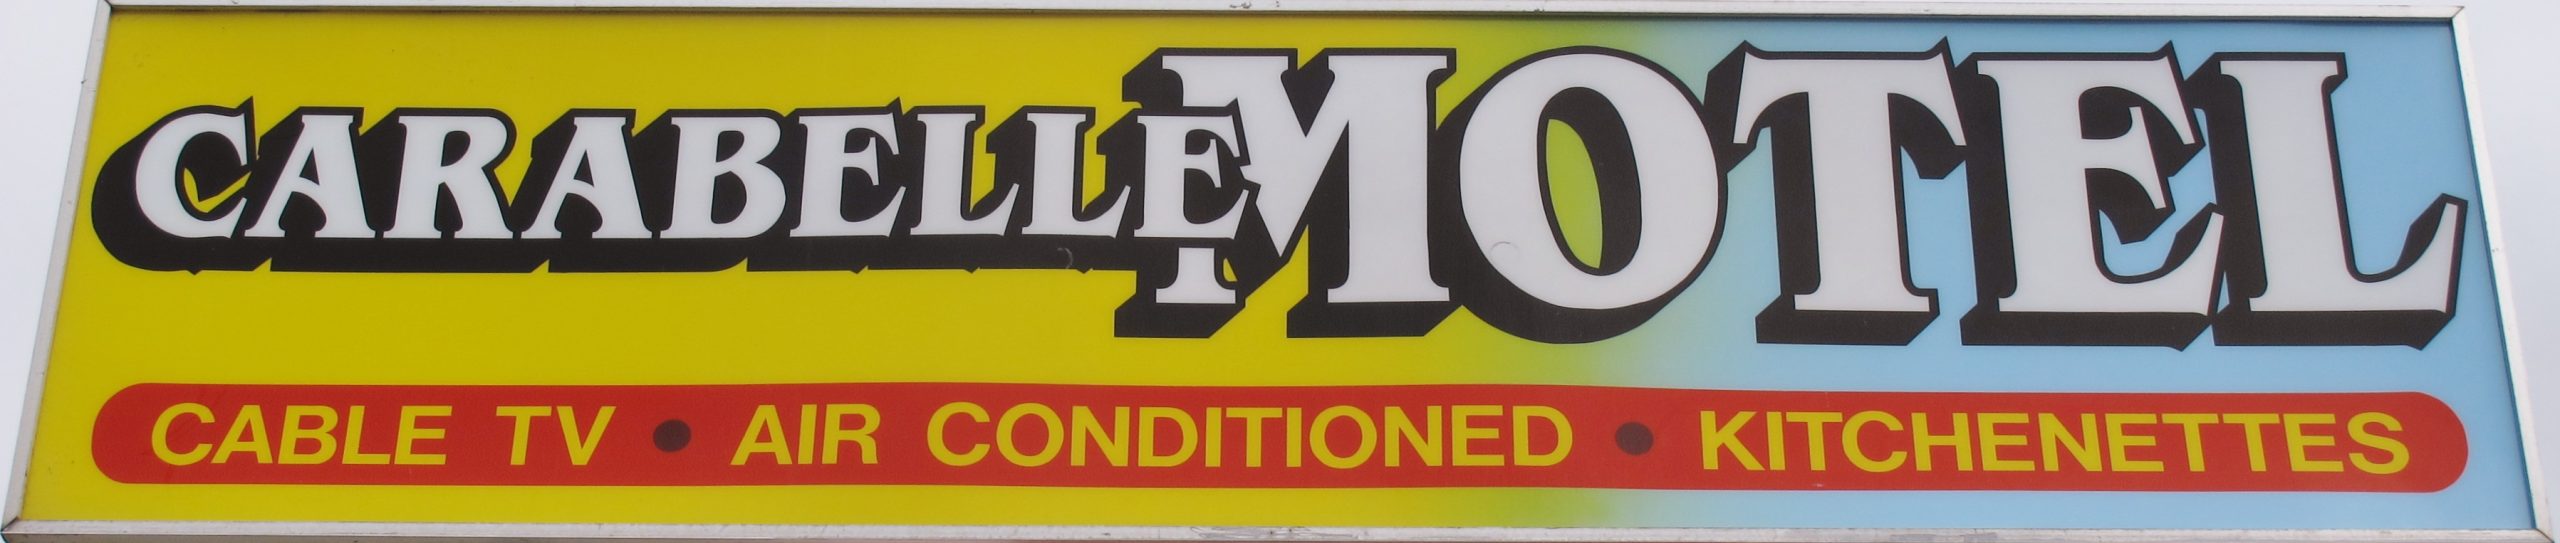 CARABELLE MOTEL
CABLE TV • AIR CONDITIONED • KITCHENETTES